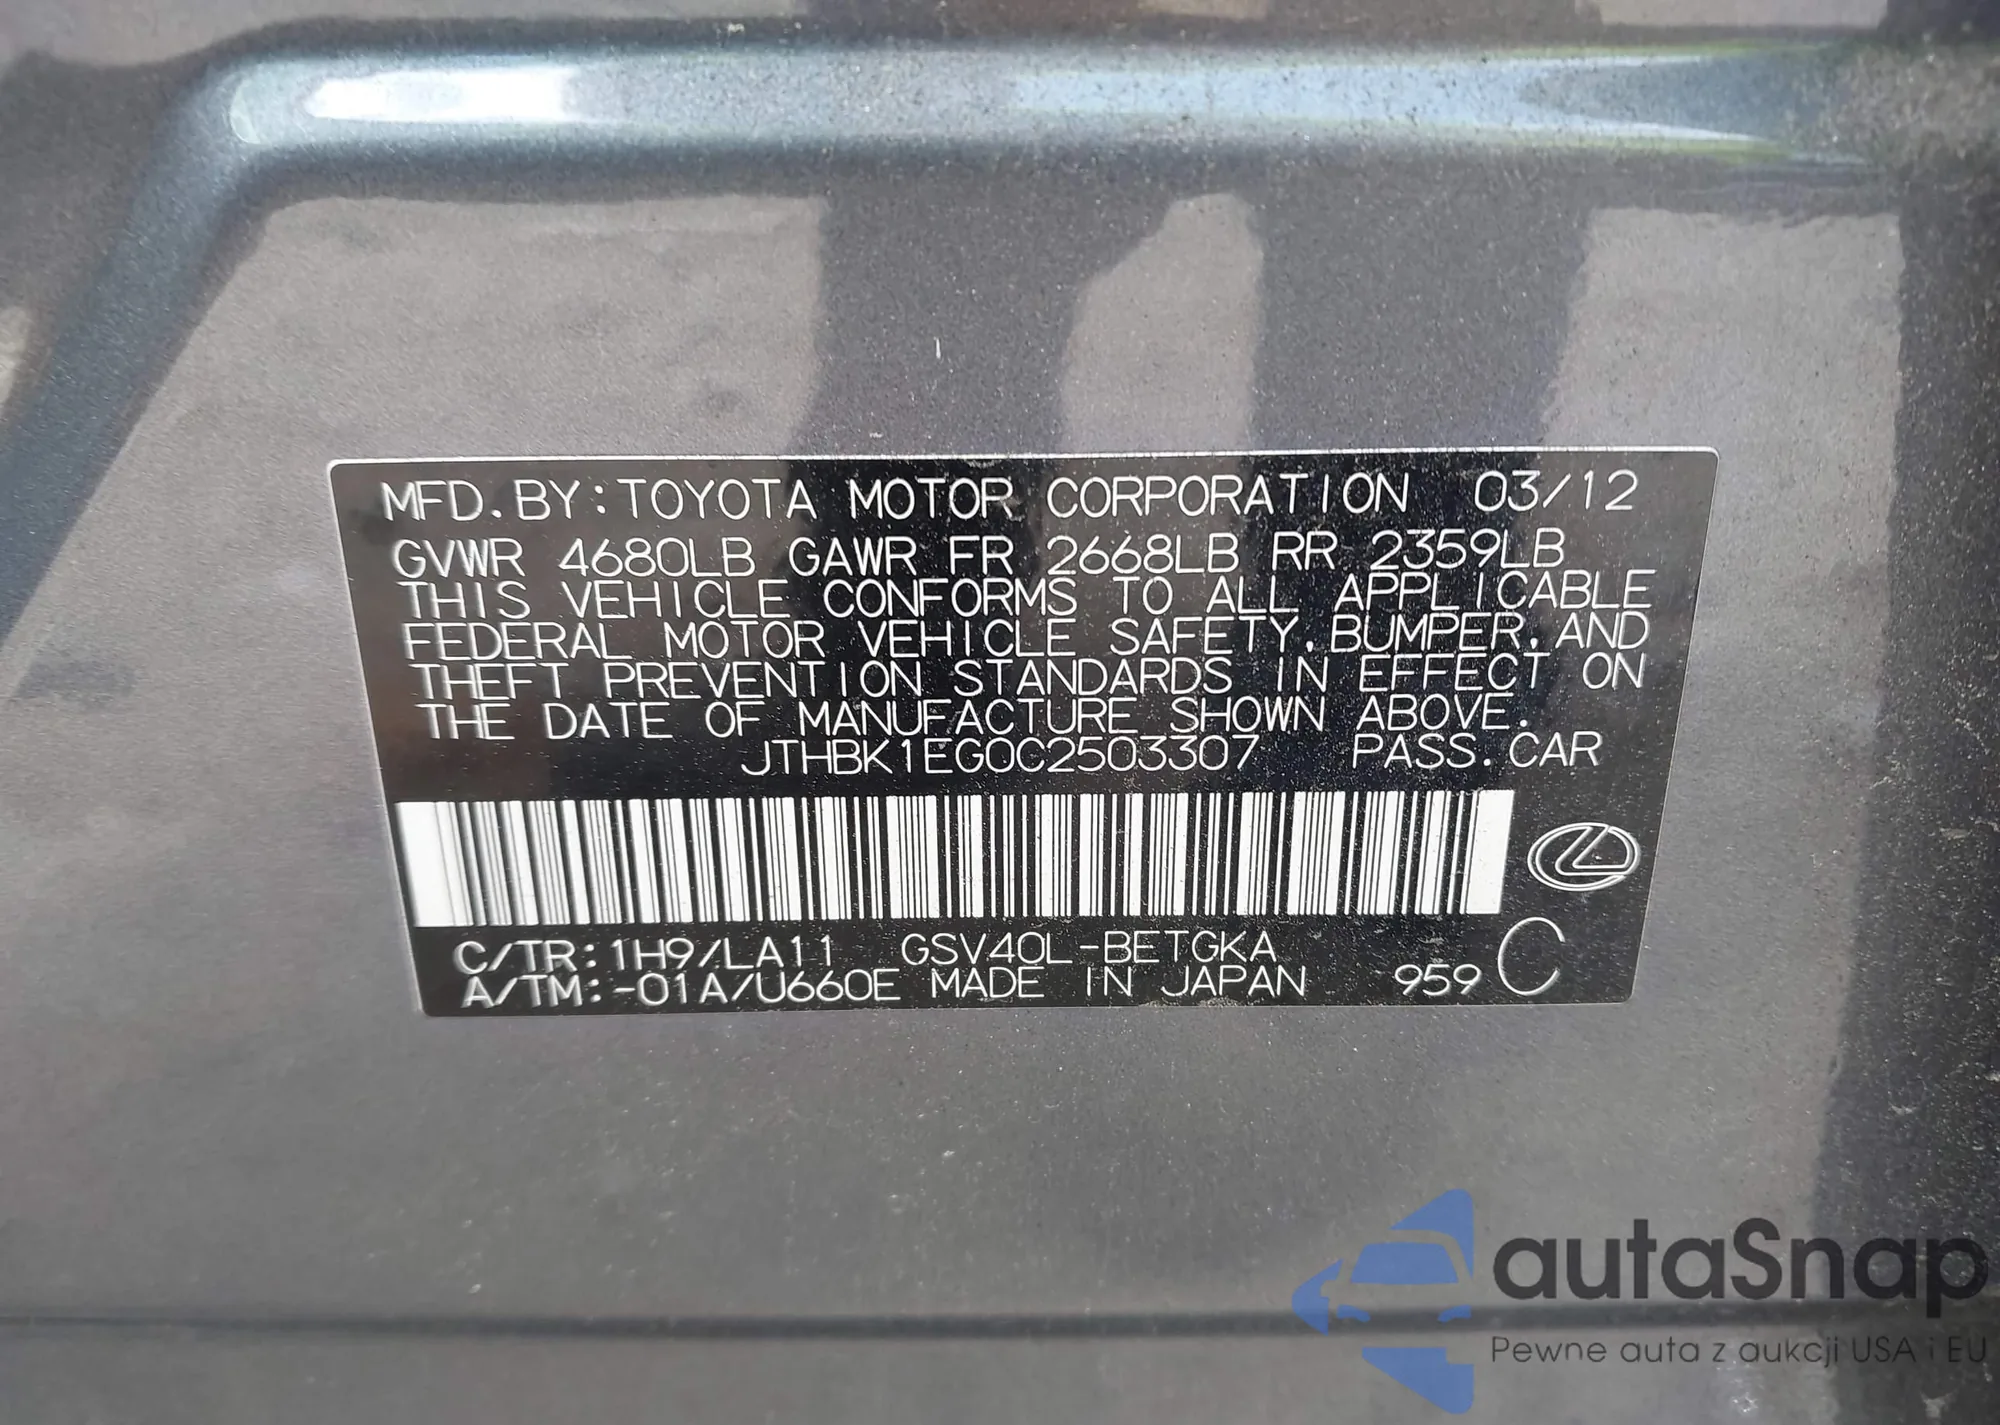 MFD. BY: TOYOTA MOTOR CORPORATION 03/12
GVWR 4680LB GAWR FR 2668LB RR 2359LB
THIS VEHICLE CONFORMS TO ALL APPLICABLE
FEDERAL MOTOR VEHICLE SAFETY, BUMPER, AND
THEFT PREVENTION STANDARDS IN EFFECT ON
THE DATE OF MANUFACTURE SHOWN ABOVE.
JTHBK1EG0C2503307 PASS. CAR
C/TR: 1H9/LA11 GSV40L-BETGKA
A/TM: -01A/U660E MADE IN JAPAN 959 C
autaSnap
Pewne auta z aukcji USA i EU